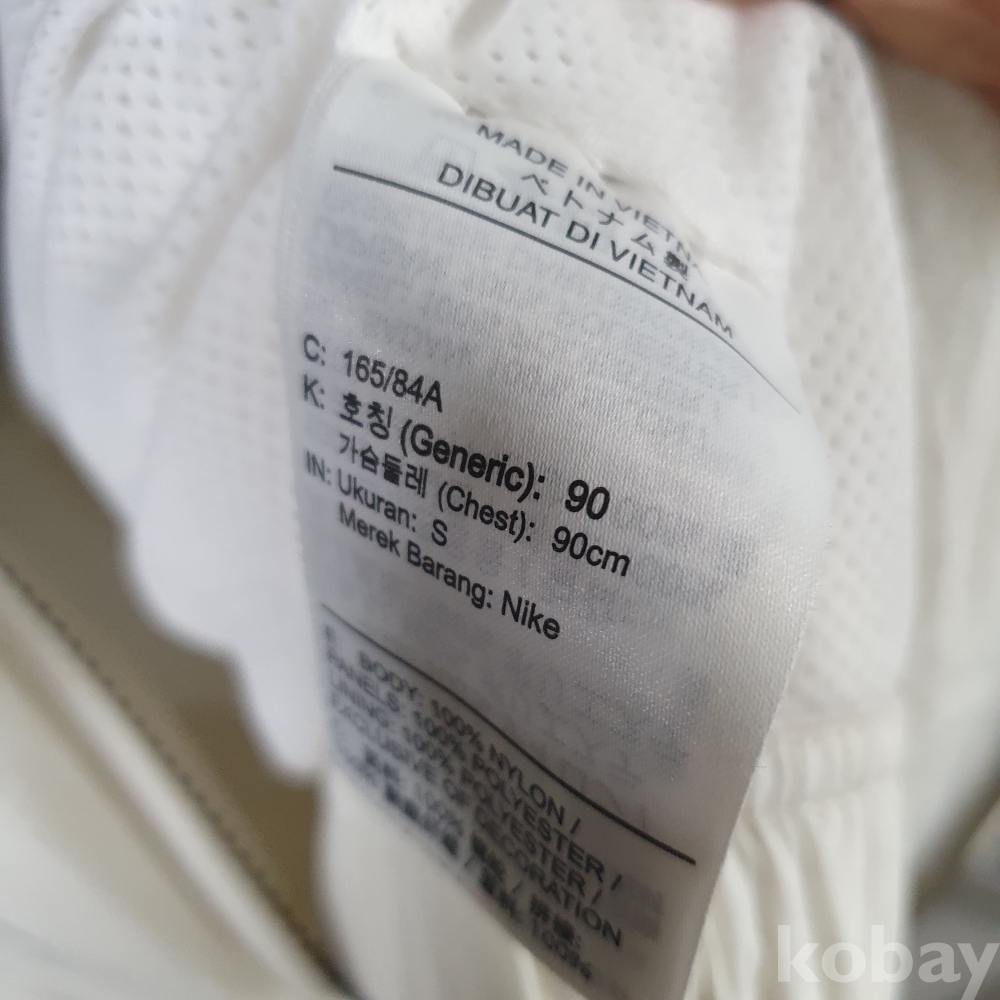 MADE IN VIETNA
ベトナム製
DIBUAT DI VIETNAM
C: 165/84A
K: 호칭 (Generic): 90
가슴둘레 (Chest): 90cm
IN: Ukuran: S
Merek Barang: Nike
E BODY: 100% NYLON /
PANELS: 100% POLYESTER /
LINING: 100% POLYESTER /
EXCLUSIVE OF DECORATION
100%
kobay